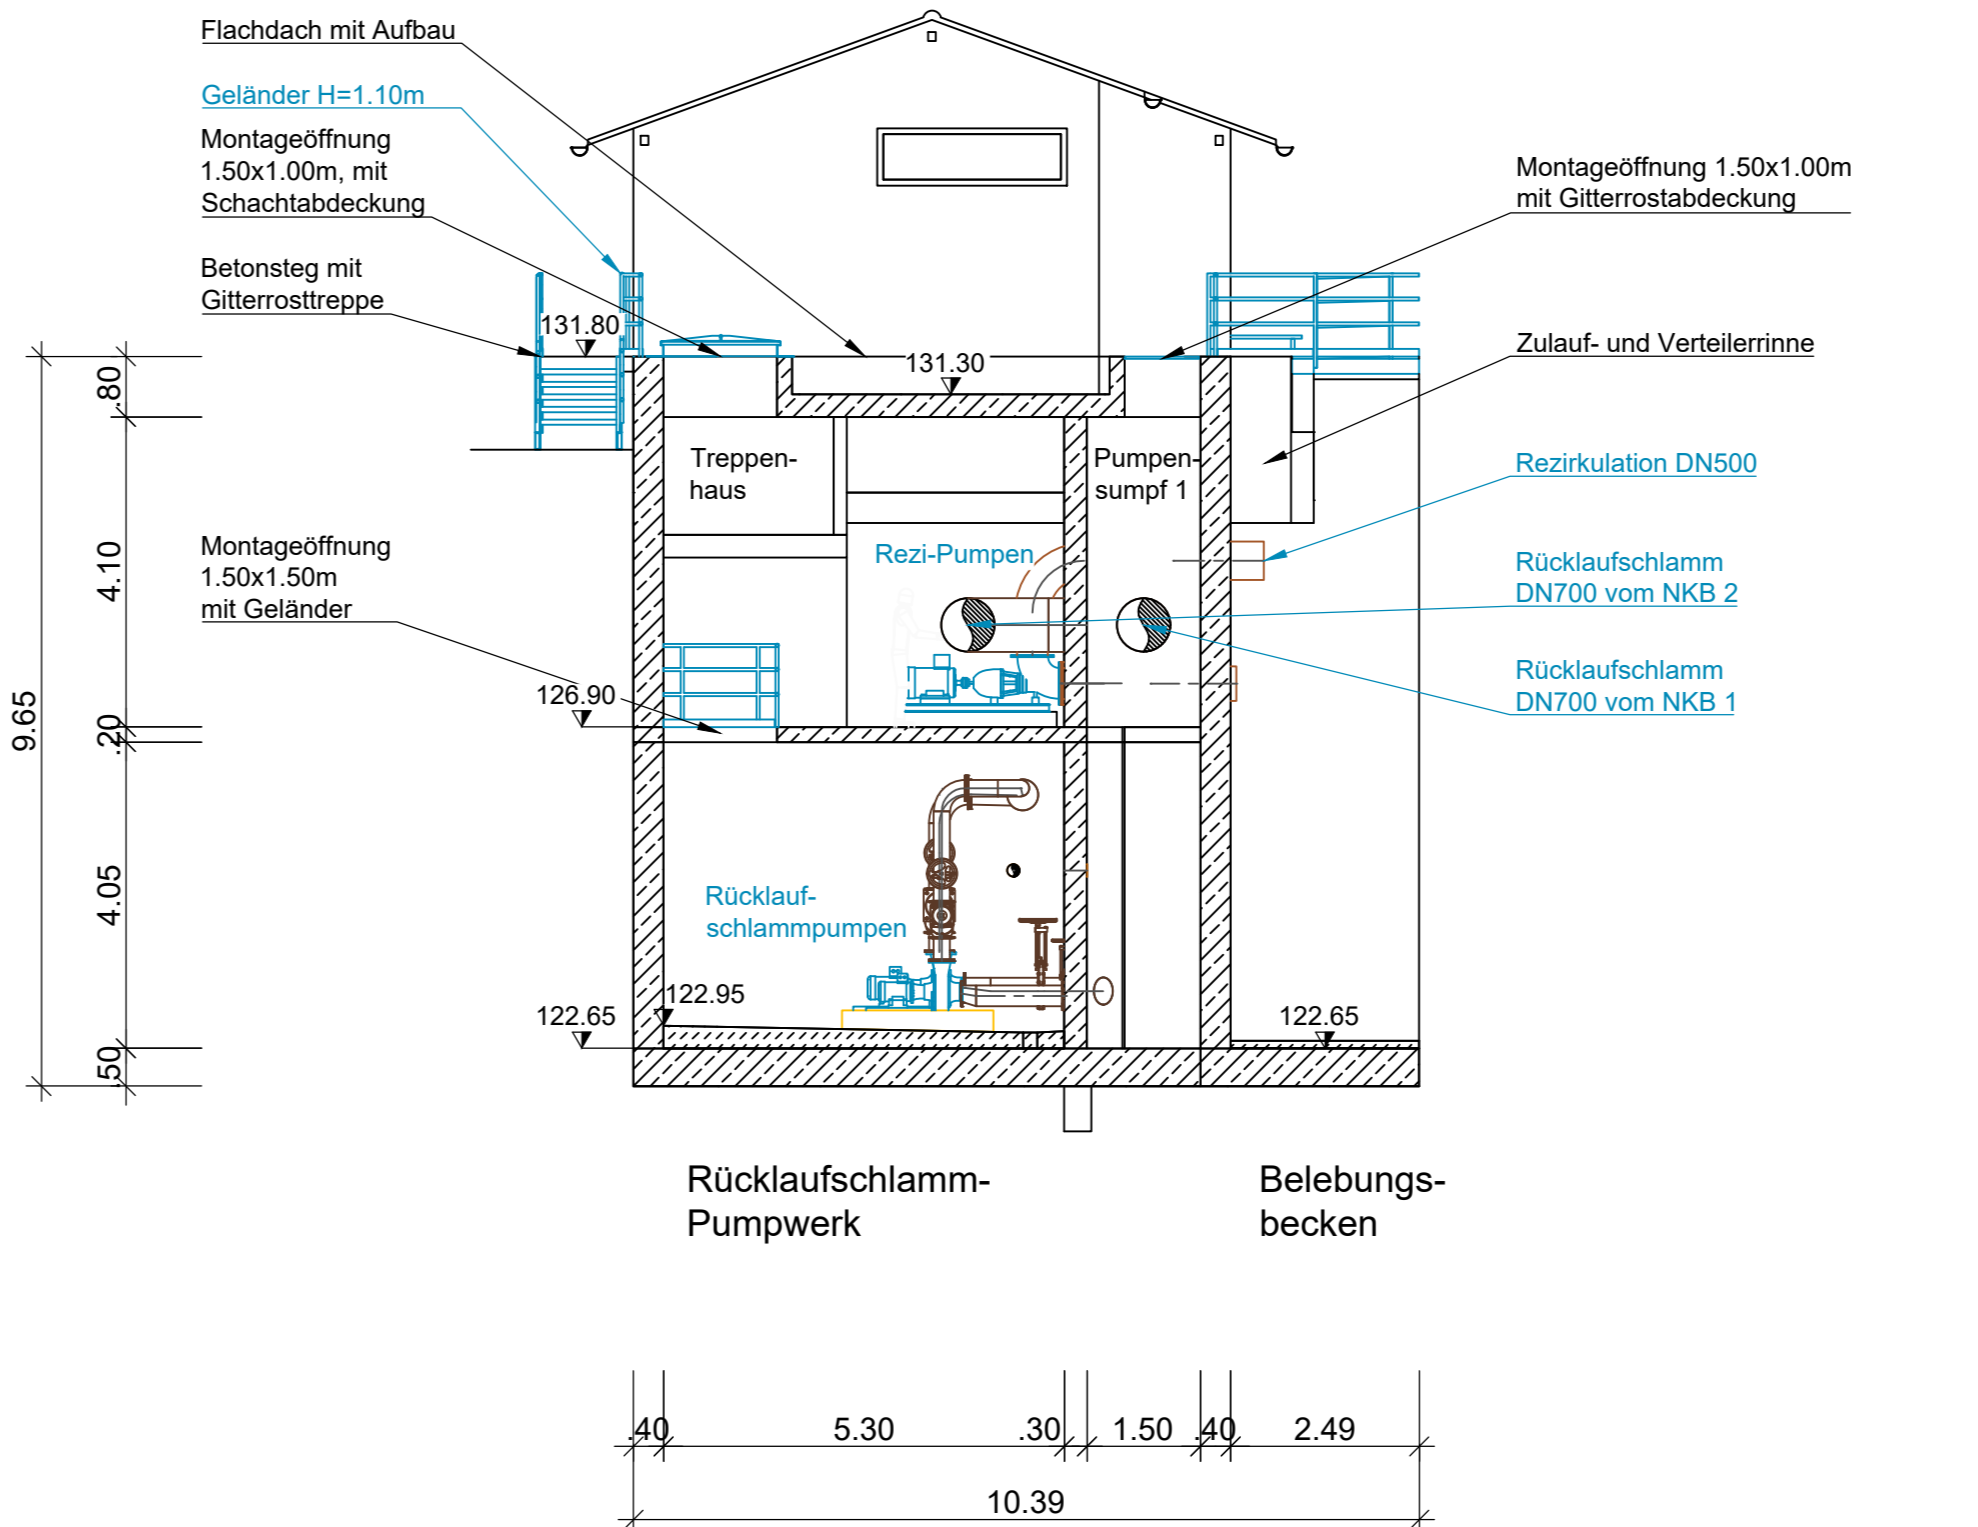 Flachdach mit Aufbau
Geländer H=1.10m
Montageöffnung
1.50x1.00m, mit
Schachtabdeckung
Betonsteg mit
Gitterrosttreppe
Montageöffnung 1.50x1.00m
mit Gitterrostabdeckung
Zulauf- und Verteilerrinne
131.80
131.30
.80
Treppen-
haus
Pumpen-
sumpf 1
Rezirkulation DN500
Montageöffnung
1.50x1.50m
mit Geländer
4.10
Rezi-Pumpen
Rücklaufschlamm
DN700 vom NKB 2
Rücklaufschlamm
DN700 vom NKB 1
126.90
9.65
.20
4.05
Rücklauf-
schlammpumpen
122.95
122.65
122.65
.50
Rücklaufschlamm-
Pumpwerk
Belebungs-
becken
.40
5.30
.30
1.50
.40
2.49
10.39